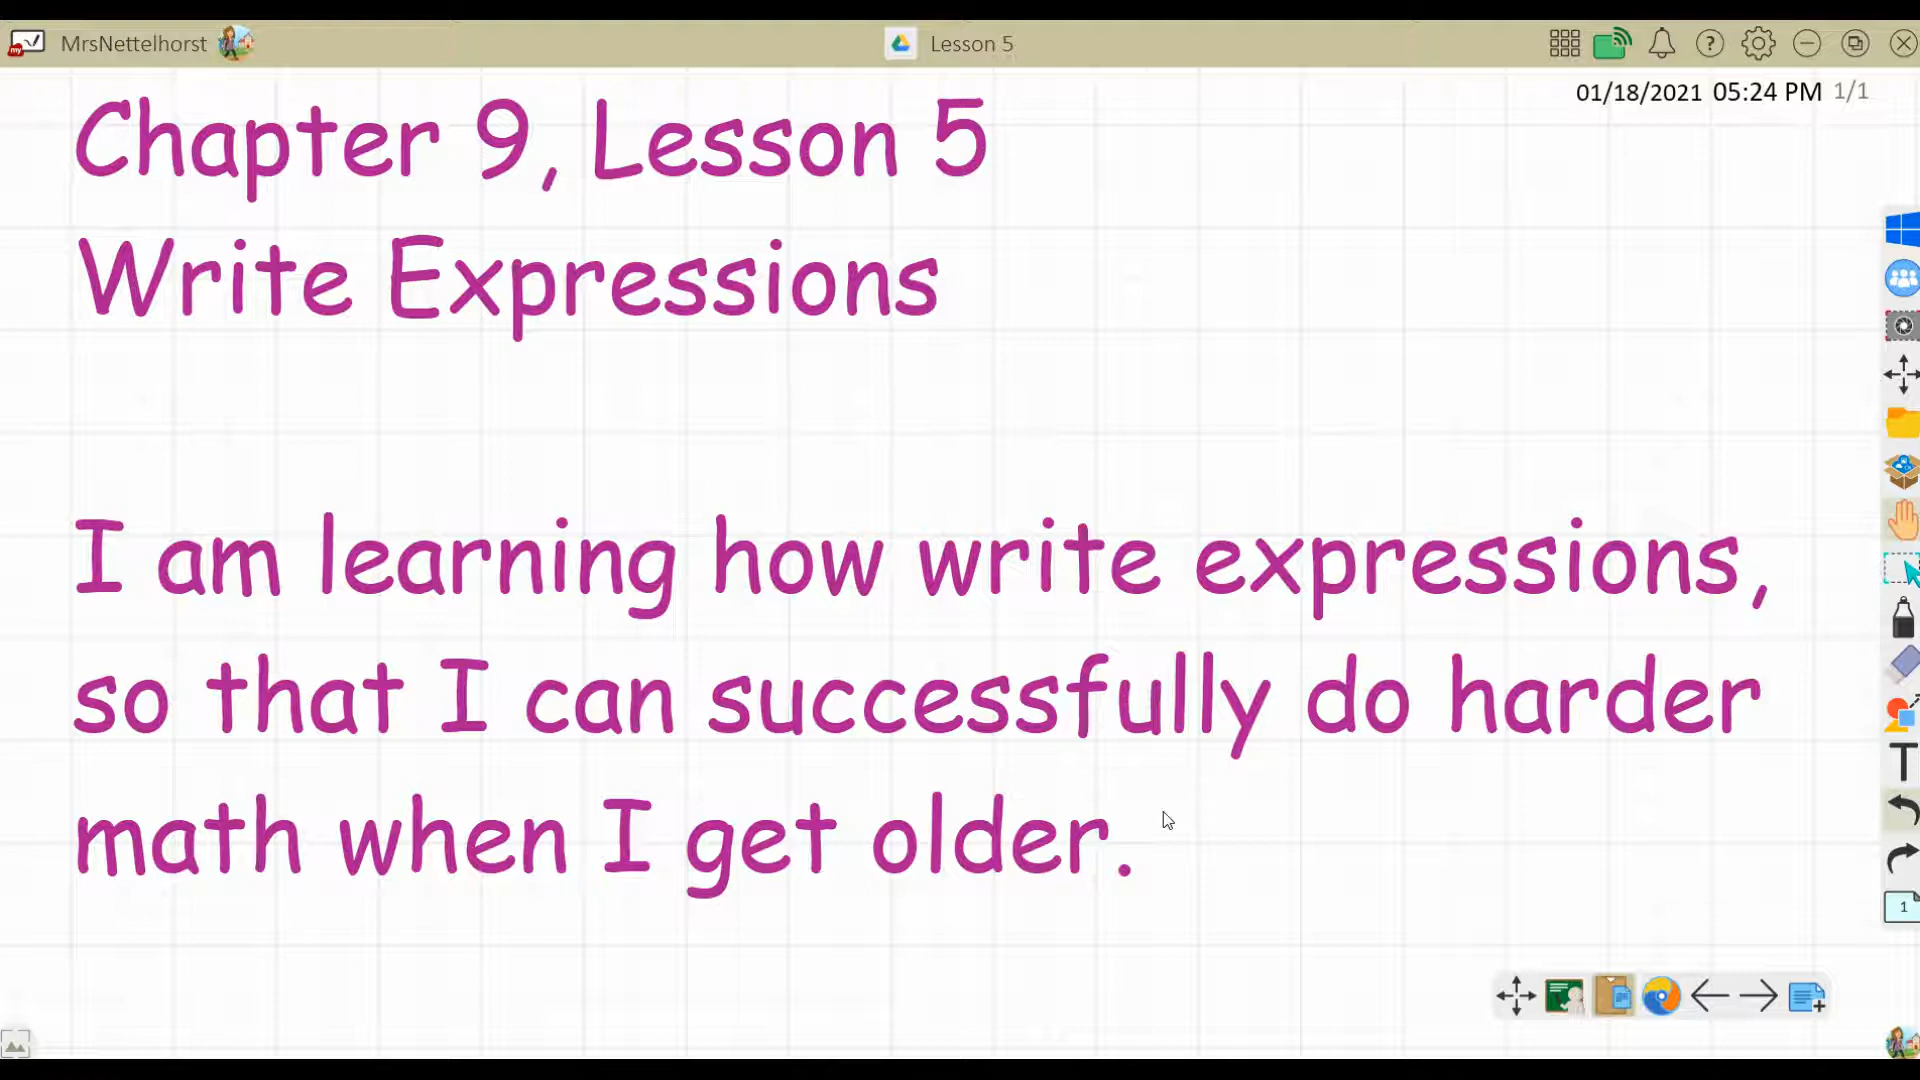 MrsNettelhorst
Lesson 5
01/18/2021 05:24 PM 1/1
Chapter 9, Lesson 5
Write Expressions
I am learning how write expressions,
so that I can successfully do harder
math when I get older.
1